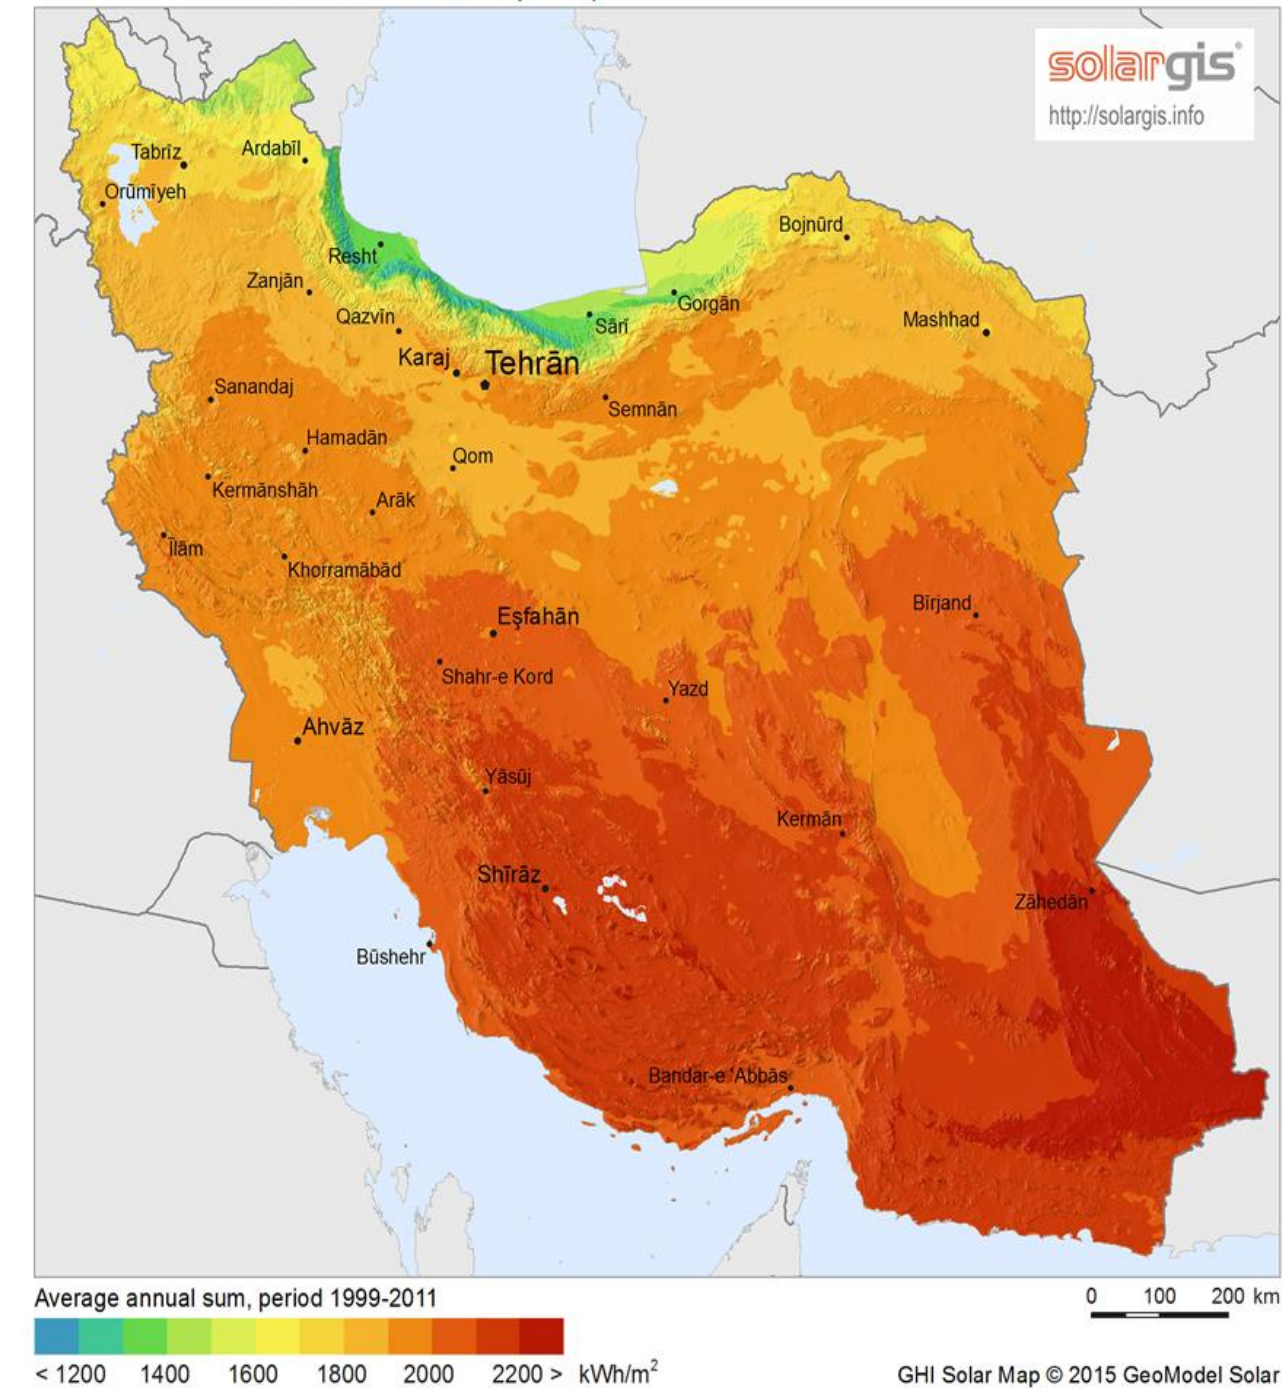 solargis
http://solargis.info
Tabrīz
Ardabīl
Orūmīyeh
Resht
Bojnūrd
Zanjān
Gorgān
Qazvīn
Sārī
Mashhad
Karaj
Tehrān
Sanandaj
Semnān
Hamadān
Qom
Kermānshāh
Arāk
Īlām
Khorramābād
Bīrjand
Eşfahān
Shahr-e Kord
Yazd
Ahvāz
Yāsūj
Kermān
Shīrāz
Zāhedān
Būshehr
Bandar-e 'Abbās
Average annual sum, period 1999-2011
0 100 200 km
< 1200 1400 1600 1800 2000 2200 > kWh/m²
GHI Solar Map © 2015 GeoModel Solar